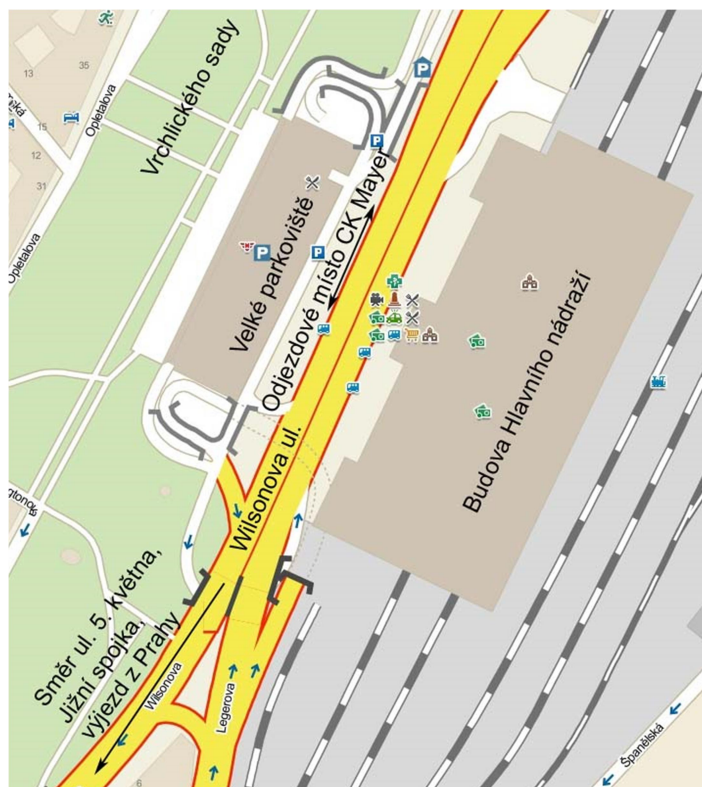 13
35
Opletalova
15
12
31
Opletalova
Vrchlického sady
P
P
P
P
Velké parkoviště
Odjezdové místo CK Mayer
Budova Hlavního nádraží
Wilsonova ul.
Směr ul. 5. května,
Jižní spojka,
výjezd z Prahy
Wilsonova
Legerova
Španělská
6